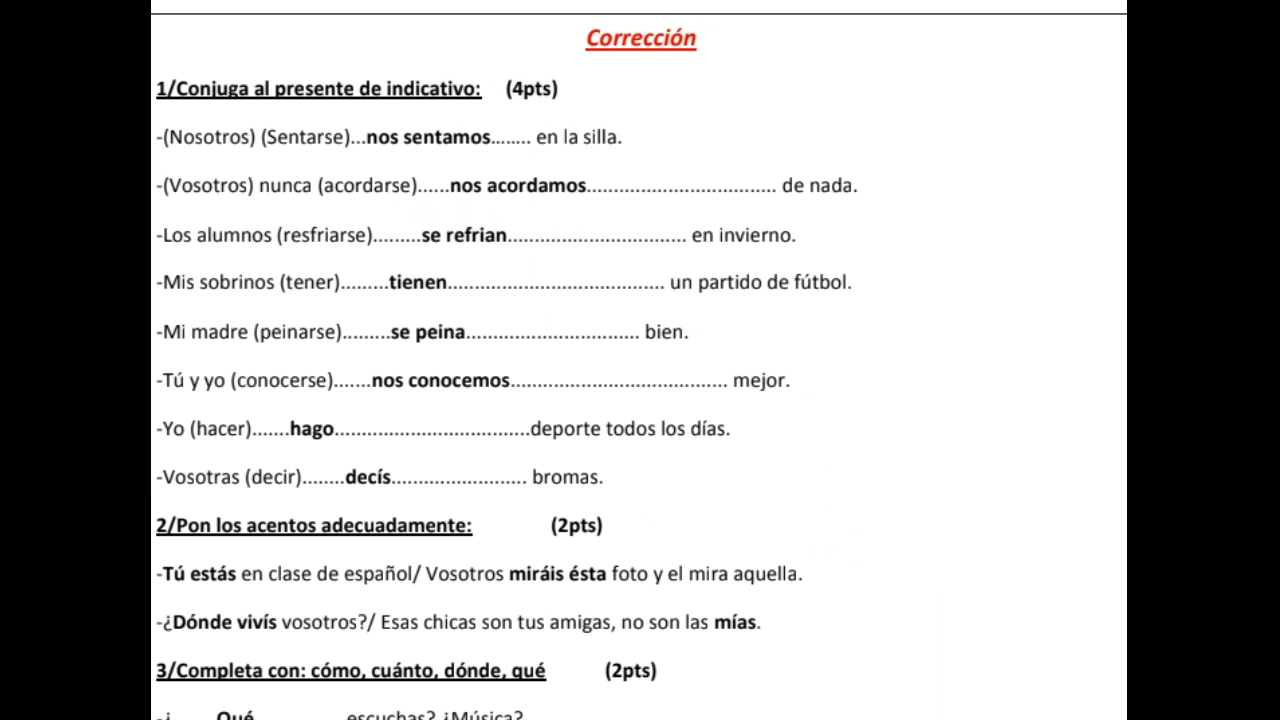 Corrección
1/Conjuga al presente de indicativo: (4pts)
-(Nosotros) (Sentarse)...nos sentamos........ en la silla.
-(Vosotros) nunca (acordarse)......nos acordamos................................... de nada.
-Los alumnos (resfriarse).........se refrian................................. en invierno.
-Mis sobrinos (tener).........tienen........................................ un partido de fútbol.
-Mi madre (peinarse).........se peina................................ bien.
-Tú y yo (conocerse).......nos conocemos........................................ mejor.
-Yo (hacer).......hago....................................deporte todos los días.
-Vosotras (decir)........decís......................... bromas.
2/Pon los acentos adecuadamente: (2pts)
-Tú estás en clase de español/ Vosotros miráis ésta foto y el mira aquella.
-¿Dónde vivís vosotros?/ Esas chicas son tus amigas, no son las mías.
3/Completa con: cómo, cuánto, dónde, qué (2pts)
-¿ Qué escuchas? ¿Música?